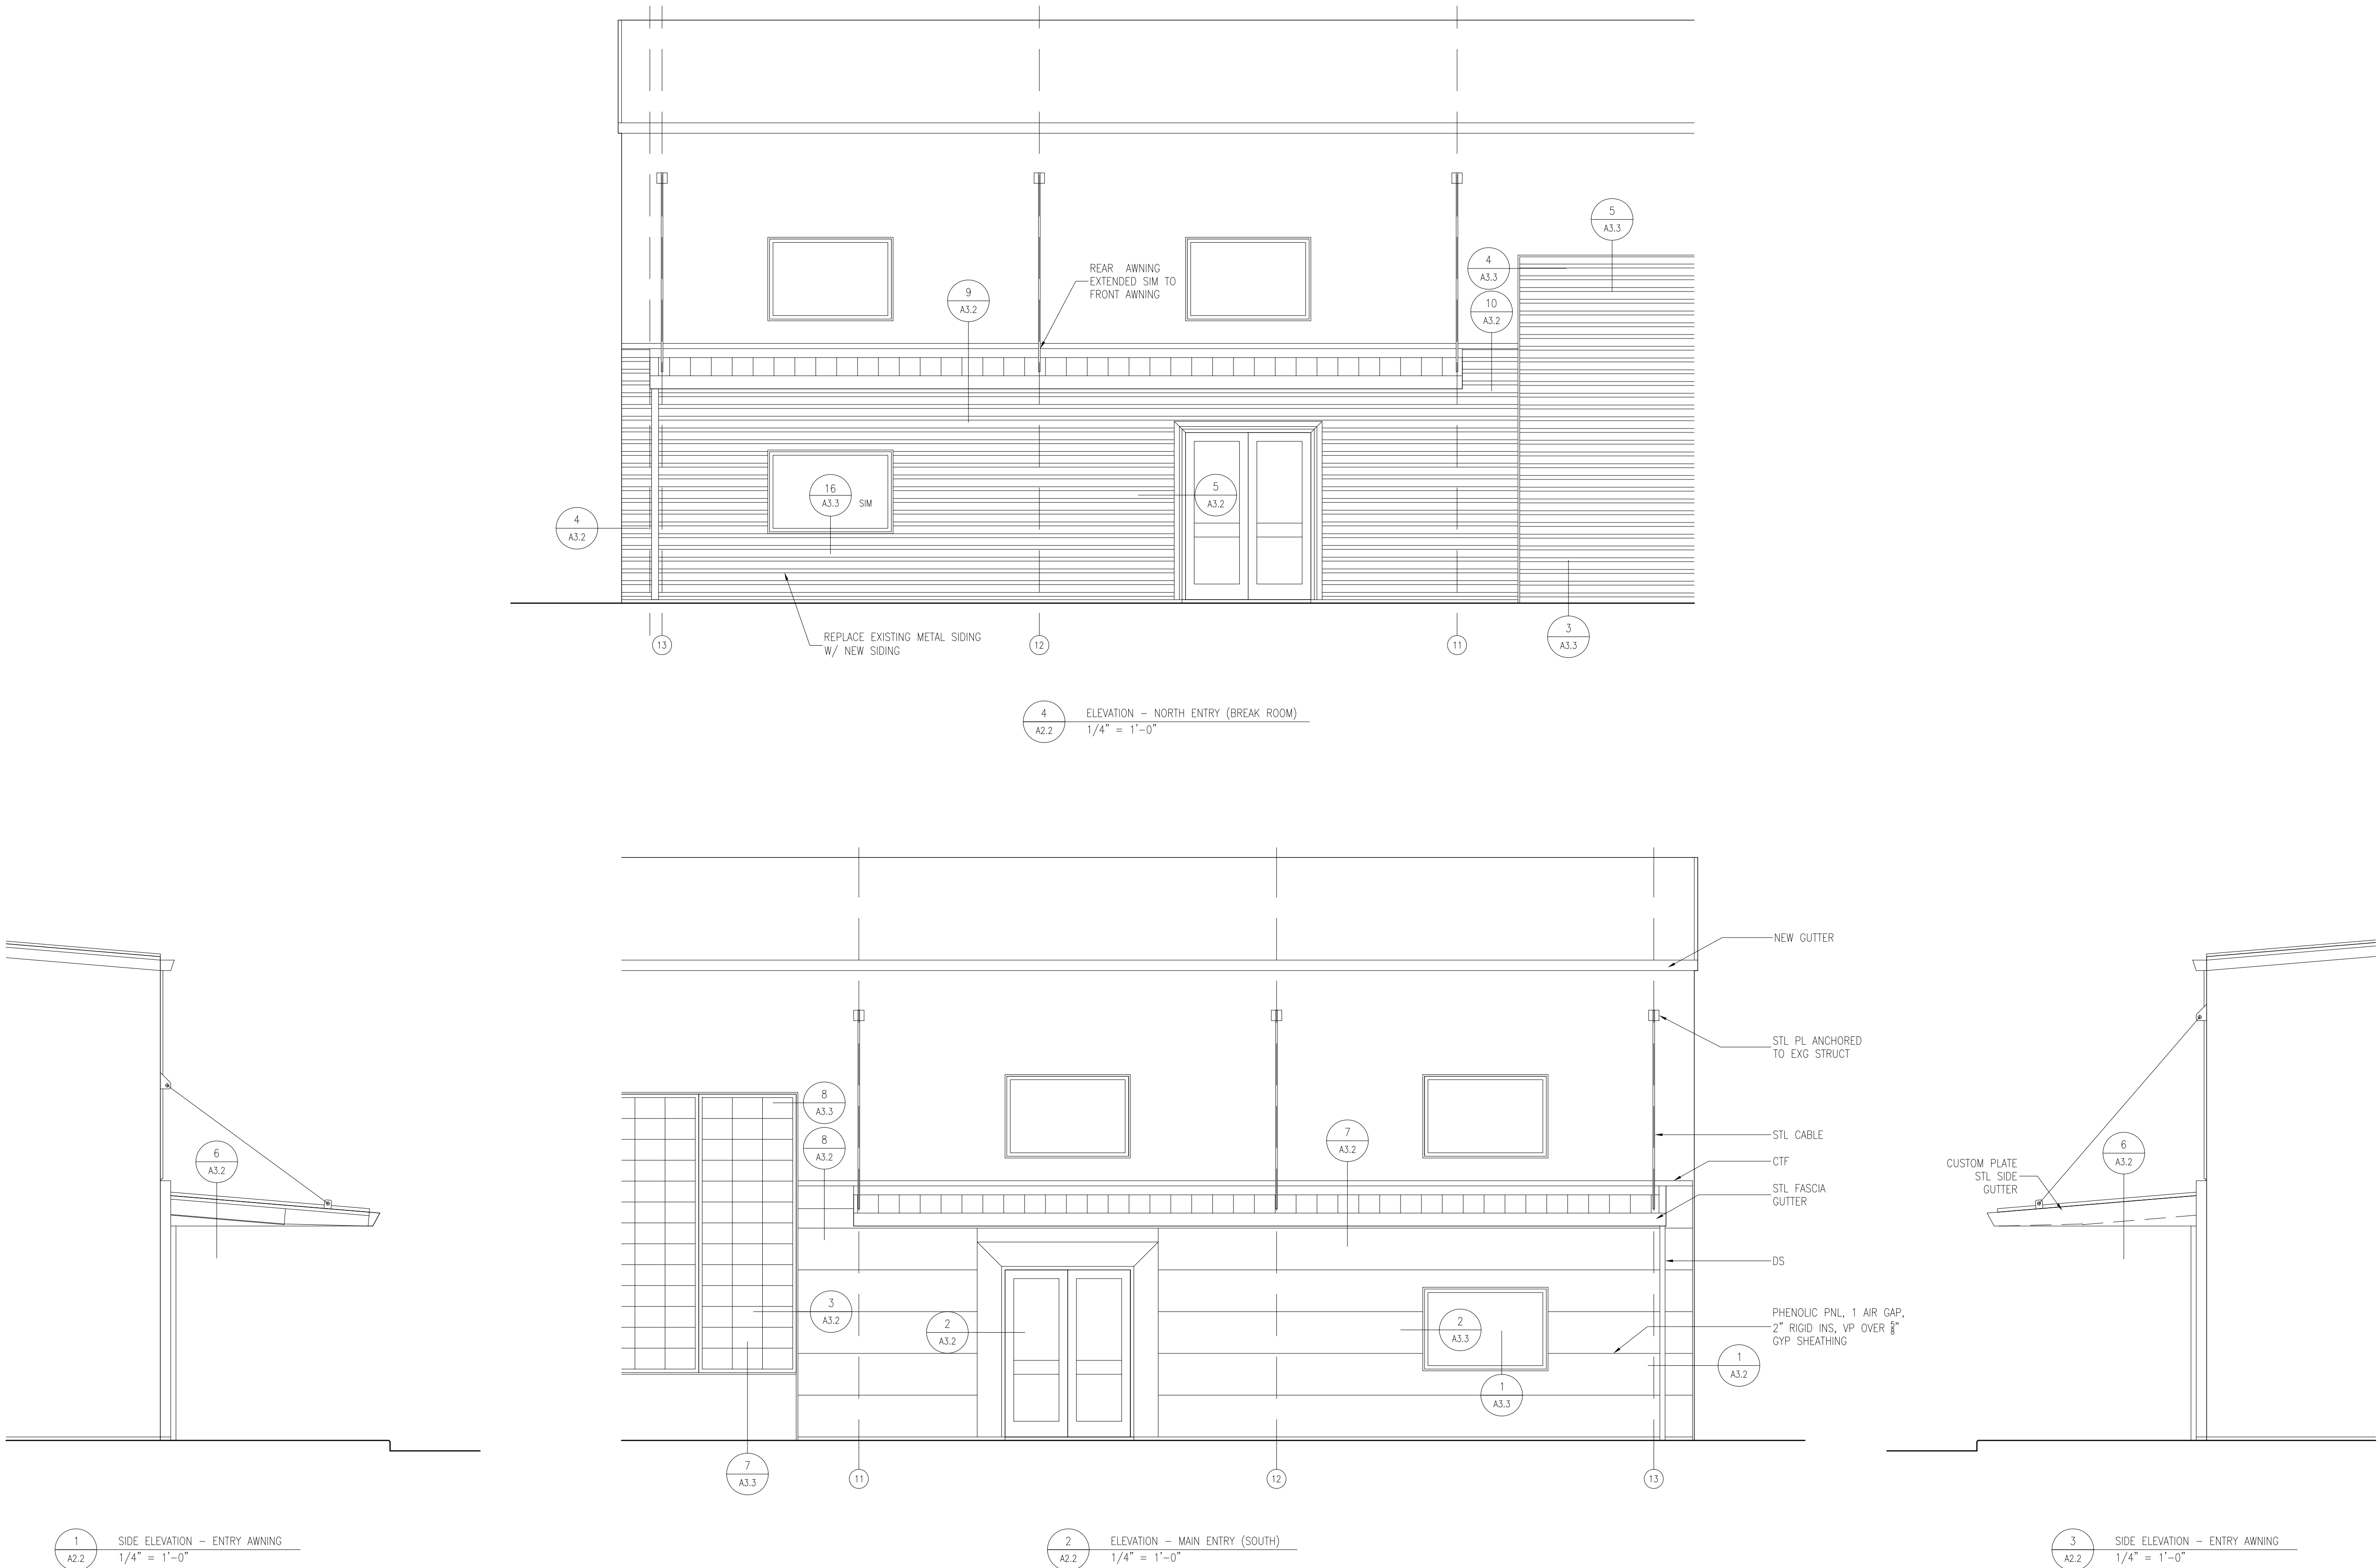 5
A3.3
4
A3.3
REAR AWNING
EXTENDED SIM TO
FRONT AWNING
9
A3.2
10
A3.2
16
A3.3 SIM
5
A3.2
4
A3.2
REPLACE EXISTING METAL SIDING
W/ NEW SIDING
3
A3.3
13
12
11
4
A2.2
ELEVATION – NORTH ENTRY (BREAK ROOM)
1/4" = 1'–0"
6
A3.2
1
A2.2
SIDE ELEVATION – ENTRY AWNING
1/4" = 1'–0"
NEW GUTTER
STL PL ANCHORED
TO EXG STRUCT
8
A3.3
8
A3.2
7
A3.2
STL CABLE
CTF
STL FASCIA
GUTTER
DS
3
A3.2
2
A3.2
2
A3.3
PHENOLIC PNL, 1 AIR GAP,
2" RIGID INS, VP OVER 5/8"
GYP SHEATHING
1
A3.2
1
A3.3
7
A3.3
11
12
13
2
A2.2
ELEVATION – MAIN ENTRY (SOUTH)
1/4" = 1'–0"
CUSTOM PLATE
STL SIDE
GUTTER
6
A3.2
3
A2.2
SIDE ELEVATION – ENTRY AWNING
1/4" = 1'–0"